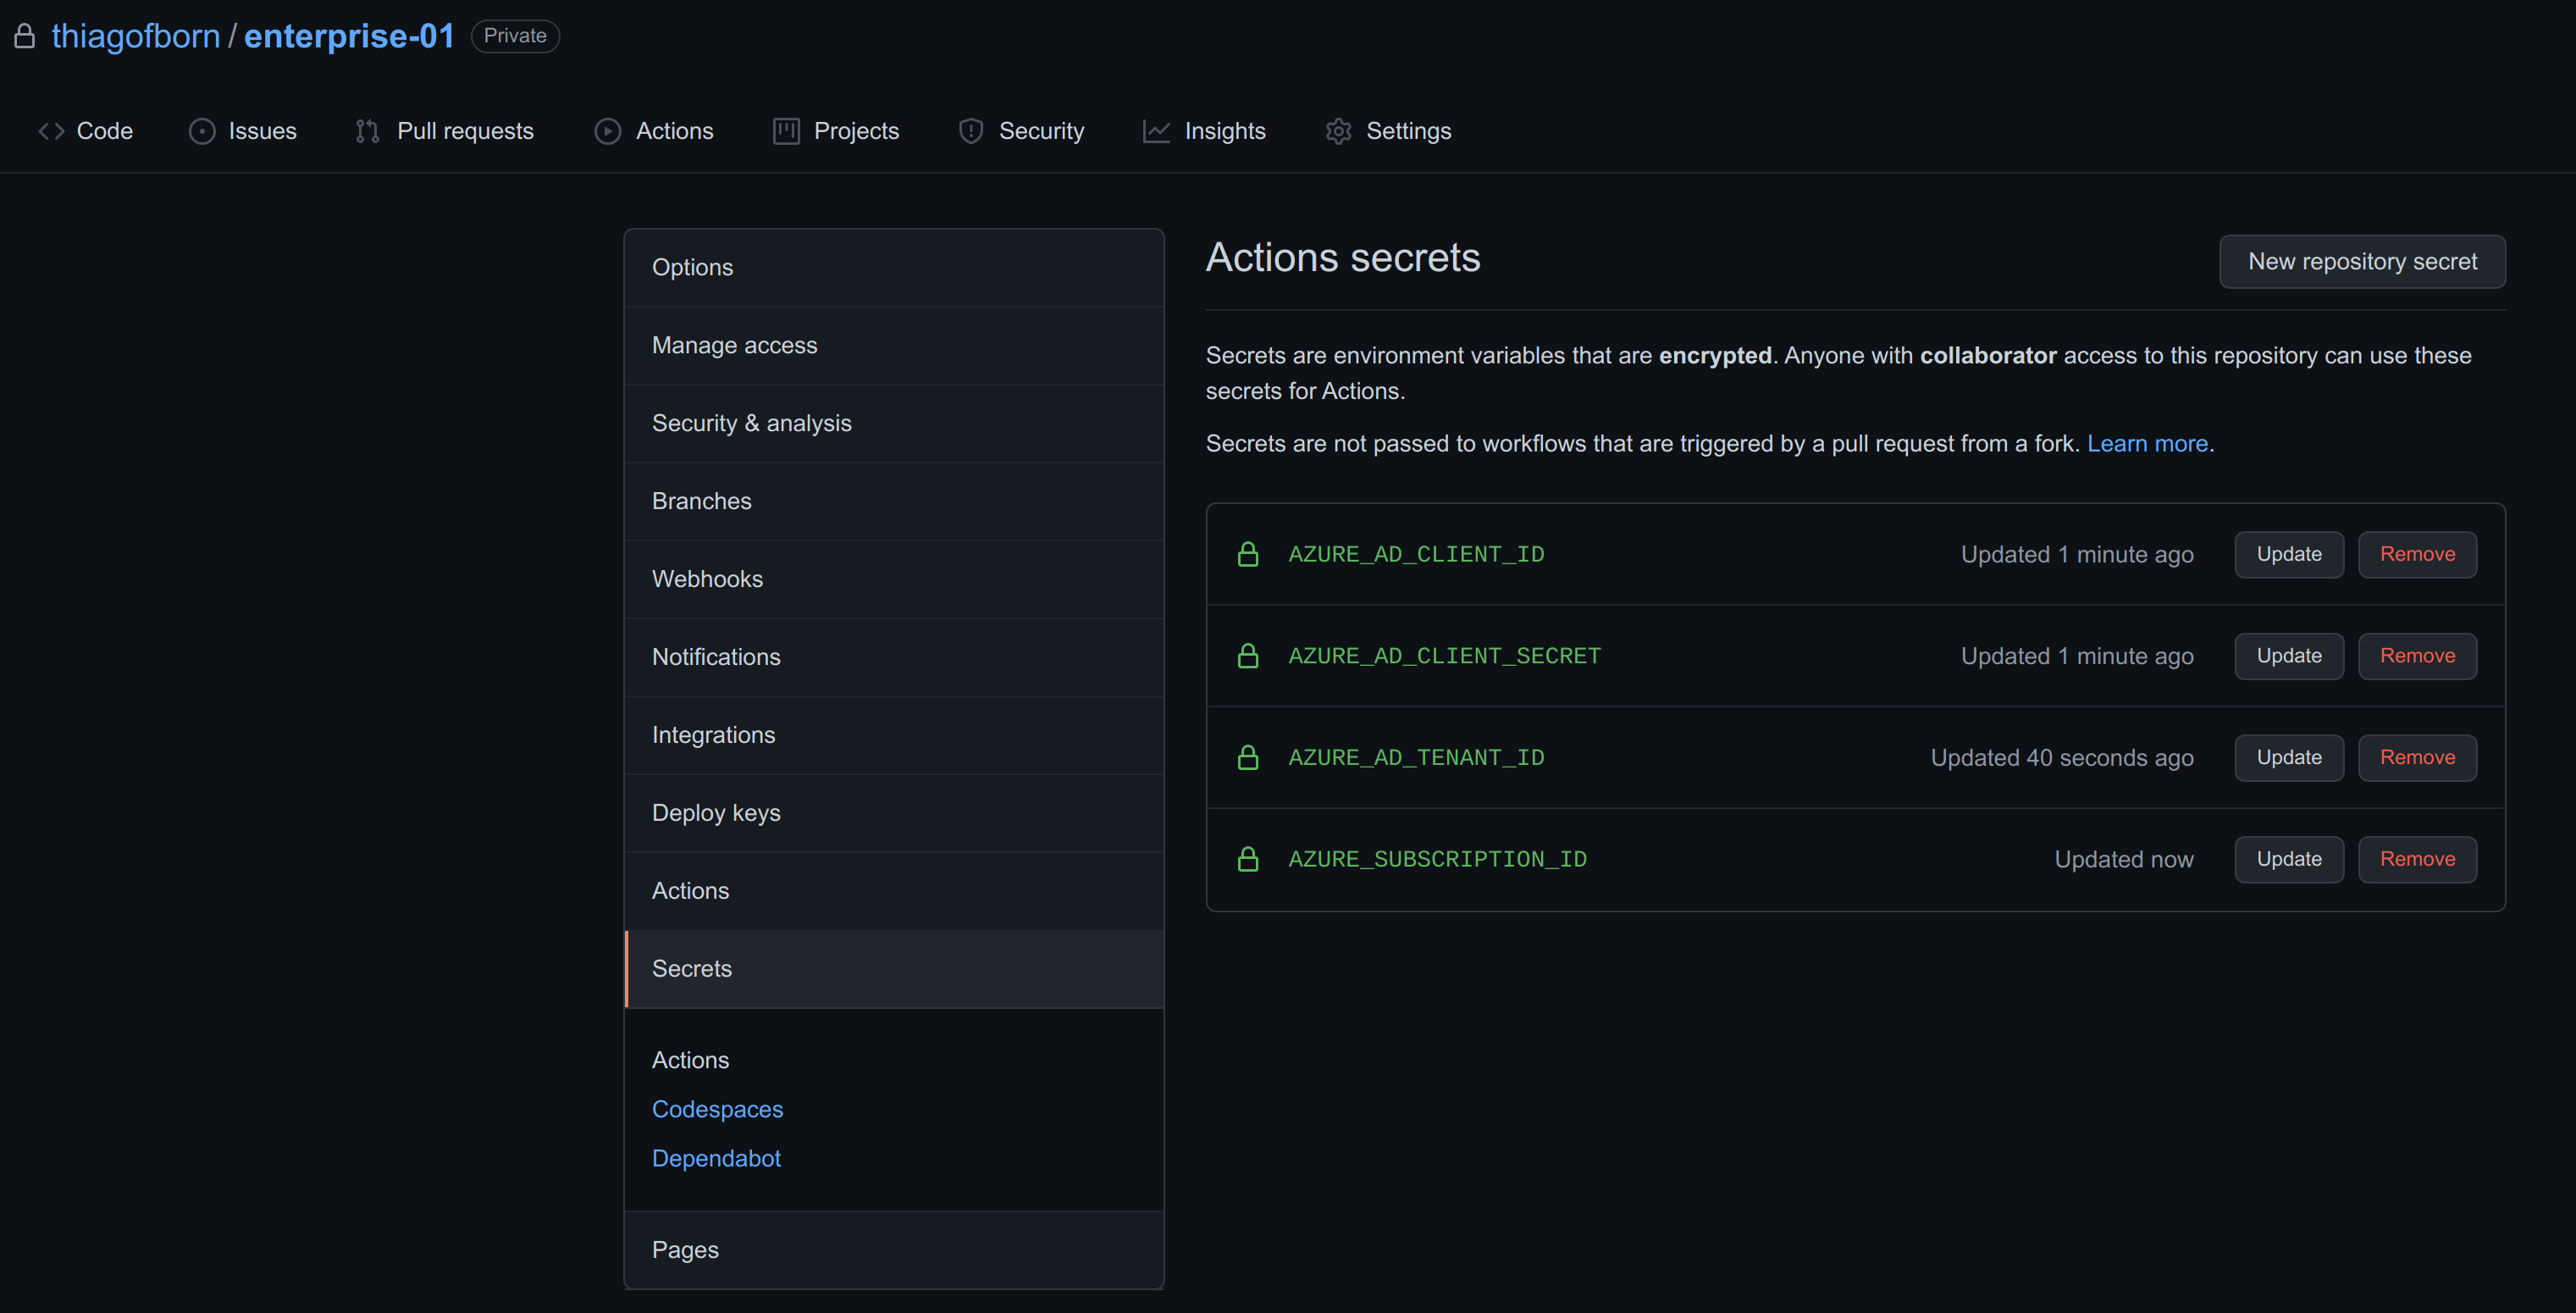 thiagofborn / enterprise-01 Private
Code Issues Pull requests Actions Projects Security Insights Settings
Options
Manage access
Security & analysis
Branches
Webhooks
Notifications
Integrations
Deploy keys
Actions
Secrets
Actions
Codespaces
Dependabot
Pages
Actions secrets
New repository secret
Secrets are environment variables that are encrypted. Anyone with collaborator access to this repository can use these
secrets for Actions.
Secrets are not passed to workflows that are triggered by a pull request from a fork. Learn more.
AZURE_AD_CLIENT_ID Updated 1 minute ago Update Remove
AZURE_AD_CLIENT_SECRET Updated 1 minute ago Update Remove
AZURE_AD_TENANT_ID Updated 40 seconds ago Update Remove
AZURE_SUBSCRIPTION_ID Updated now Update Remove